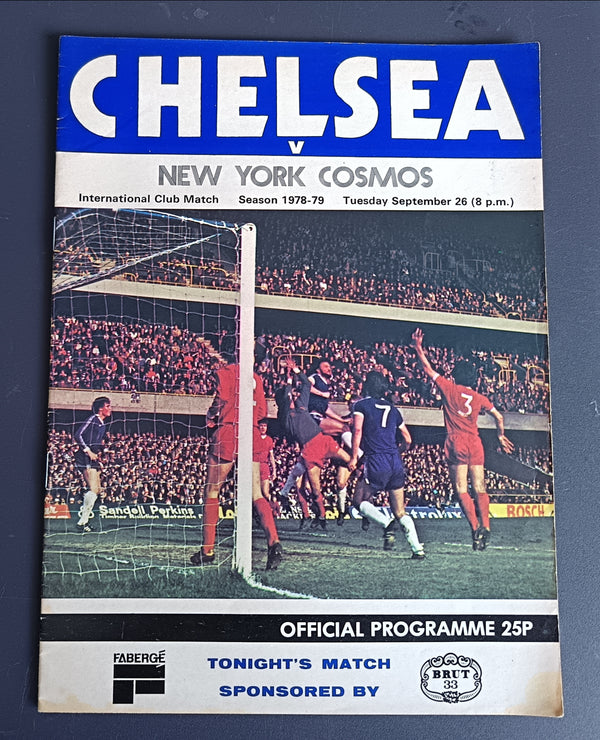 CHELSEA
v
NEW YORK COSMOS
International Club Match Season 1978-79 Tuesday September 26 (8 p.m.)
7
3
Sandell Perkins
BOSCH
OFFICIAL PROGRAMME 25P
FABERGÉ
TONIGHT'S MATCH
SPONSORED BY
BRUT
33